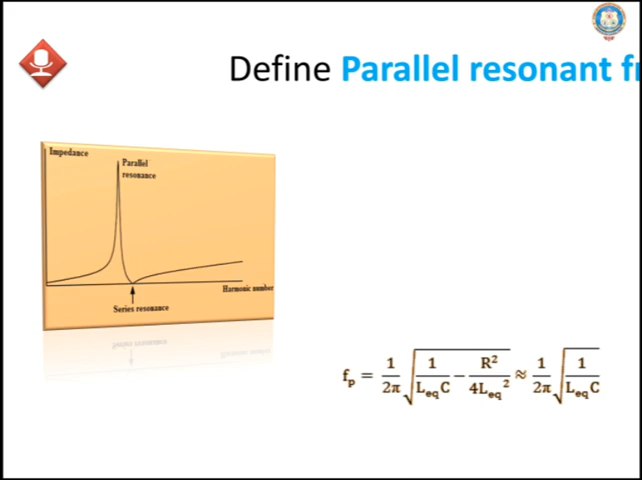 Define Parallel resonant f
Impedance
Parallel
resonance
Harmonic number
Series resonance
fₚ = 1/2π √(1/LₑqC − R²/4Lₑq²) ≈ 1/2π √(1/LₑqC)